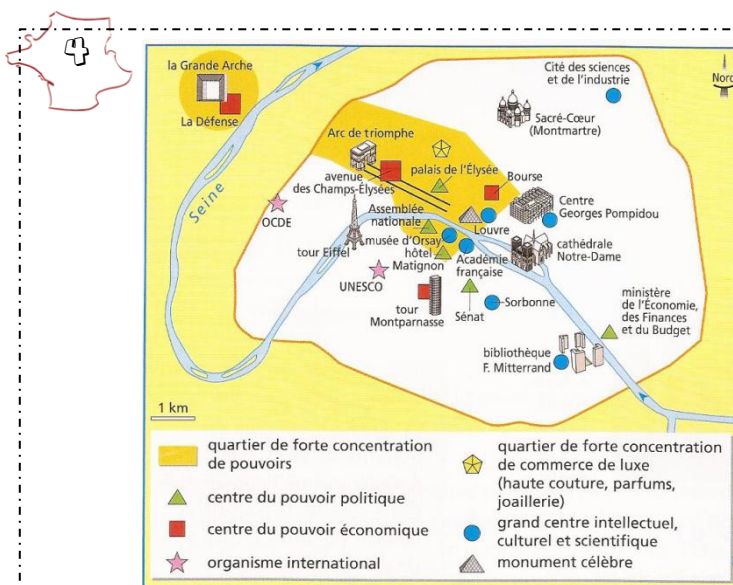 4
la Grande Arche
La Défense
Cité des sciences
et de l'industrie
Nord
Sacré-Cœur
(Montmartre)
Arc de triomphe
palais de l'Élysée
avenue
des Champs-Élysées
Bourse
Centre
Georges Pompidou
Seine
OCDE
Assemblée
nationale
Louvre
tour Eiffel
musée d'Orsay
hôtel
Matignon
Académie
française
cathédrale
Notre-Dame
UNESCO
tour
Montparnasse
Sénat
Sorbonne
ministère
de l'Économie,
des Finances
et du Budget
bibliothèque
F. Mitterrand
1 km
quartier de forte concentration
de pouvoirs
centre du pouvoir politique
centre du pouvoir économique
organisme international
quartier de forte concentration
de commerce de luxe
(haute couture, parfums,
joaillerie)
grand centre intellectuel,
culturel et scientifique
monument célèbre